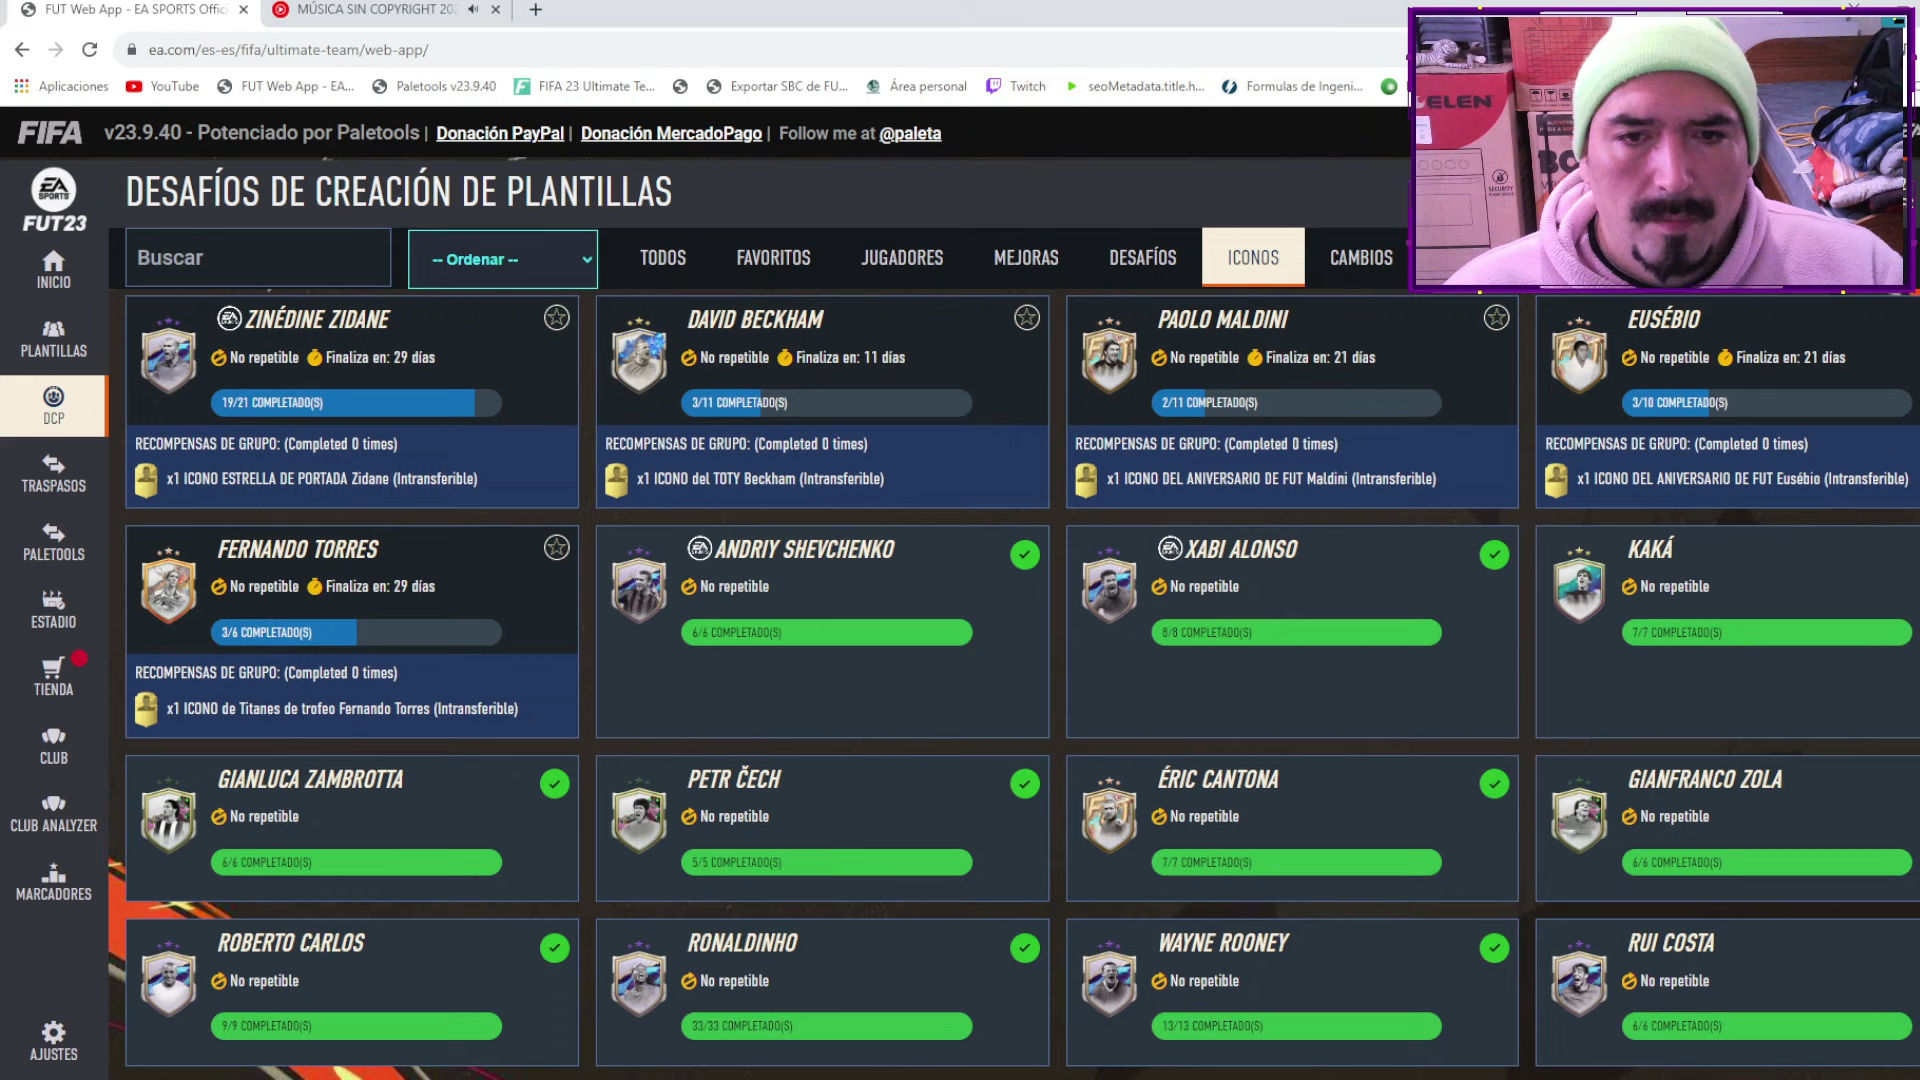 FUT Web App - EA SPORTS Offici
MÚSICA SIN COPYRIGHT 202
ea.com/es-es/fifa/ultimate-team/web-app/
Aplicaciones
YouTube
FUT Web App - EA...
Paletools v23.9.40
FIFA 23 Ultimate Te...
Exportar SBC de FU...
Área personal
Twitch
seoMetadata.title.h...
Formulas de Ingeni...
FIFA v23.9.40 - Potenciado por Paletools | Donación PayPal | Donación MercadoPago | Follow me at @paleta
ELEN
SECURITY
EA SPORTS
FUT23
DESAFÍOS DE CREACIÓN DE PLANTILLAS
Buscar
-- Ordenar --
TODOS
FAVORITOS
JUGADORES
MEJORAS
DESAFÍOS
ICONOS
CAMBIOS
INICIO
PLANTILLAS
DCP
TRASPASOS
PALETOOLS
ESTADIO
TIENDA
CLUB
CLUB ANALYZER
MARCADORES
AJUSTES
ZINÉDINE ZIDANE
No repetible Finaliza en: 29 días
19/21 COMPLETADO(S)
RECOMPENSAS DE GRUPO: (Completed 0 times)
x1 ICONO ESTRELLA DE PORTADA Zidane (Intransferible)
DAVID BECKHAM
No repetible Finaliza en: 11 días
3/11 COMPLETADO(S)
RECOMPENSAS DE GRUPO: (Completed 0 times)
x1 ICONO del TOTY Beckham (Intransferible)
PAOLO MALDINI
No repetible Finaliza en: 21 días
2/11 COMPLETADO(S)
RECOMPENSAS DE GRUPO: (Completed 0 times)
x1 ICONO DEL ANIVERSARIO DE FUT Maldini (Intransferible)
EUSÉBIO
No repetible Finaliza en: 21 días
3/10 COMPLETADO(S)
RECOMPENSAS DE GRUPO: (Completed 0 times)
x1 ICONO DEL ANIVERSARIO DE FUT Eusébio (Intransferible)
FERNANDO TORRES
No repetible Finaliza en: 29 días
3/6 COMPLETADO(S)
RECOMPENSAS DE GRUPO: (Completed 0 times)
x1 ICONO de Titanes de trofeo Fernando Torres (Intransferible)
ANDRIY SHEVCHENKO
No repetible
6/6 COMPLETADO(S)
XABI ALONSO
No repetible
8/8 COMPLETADO(S)
KAKÁ
No repetible
7/7 COMPLETADO(S)
GIANLUCA ZAMBROTTA
No repetible
6/6 COMPLETADO(S)
PETR ČECH
No repetible
5/5 COMPLETADO(S)
ÉRIC CANTONA
No repetible
7/7 COMPLETADO(S)
GIANFRANCO ZOLA
No repetible
6/6 COMPLETADO(S)
ROBERTO CARLOS
No repetible
9/9 COMPLETADO(S)
RONALDINHO
No repetible
33/33 COMPLETADO(S)
WAYNE ROONEY
No repetible
13/13 COMPLETADO(S)
RUI COSTA
No repetible
6/6 COMPLETADO(S)